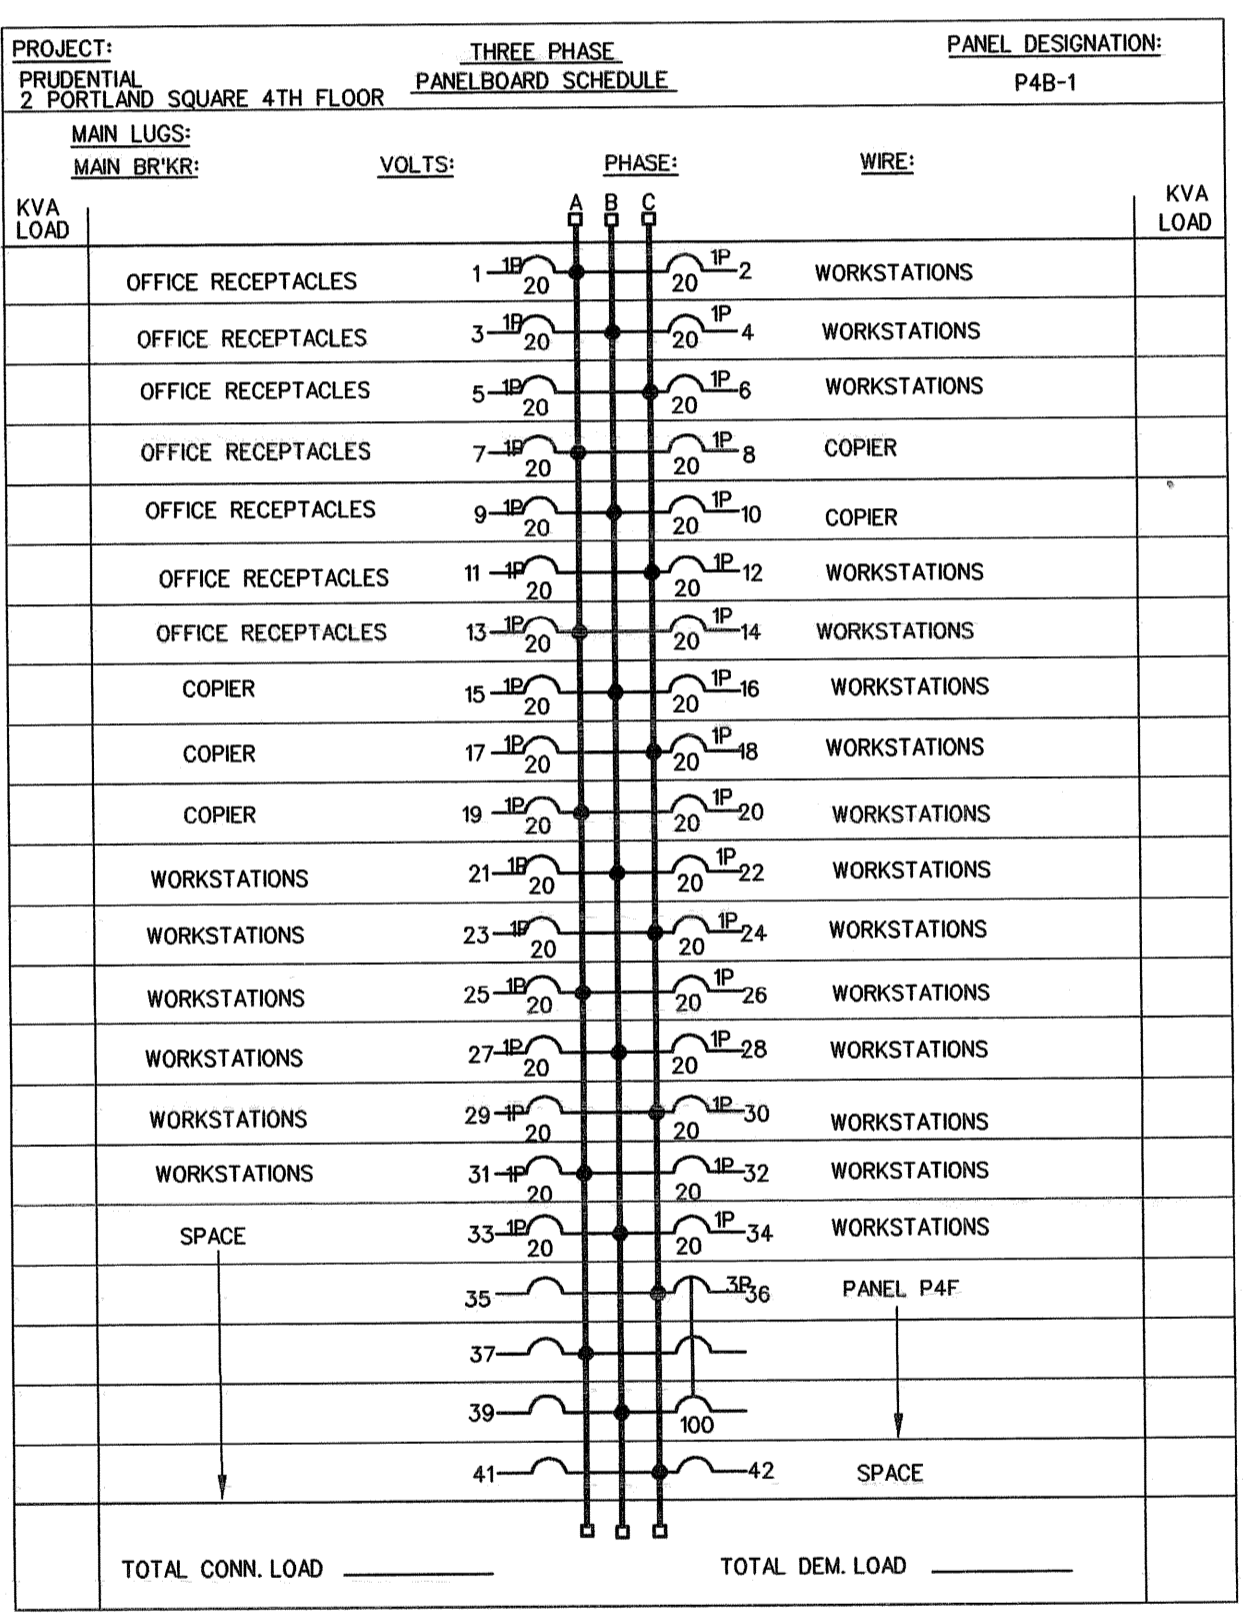 PROJECT: THREE PHASE PANEL DESIGNATION:
PRUDENTIAL PANELBOARD SCHEDULE P4B-1
2 PORTLAND SQUARE 4TH FLOOR
MAIN LUGS:
MAIN BR'KR: VOLTS: PHASE: WIRE:
KVA LOAD A B C KVA LOAD
OFFICE RECEPTACLES 1 1P 20 20 1P 2 WORKSTATIONS
OFFICE RECEPTACLES 3 1P 20 20 1P 4 WORKSTATIONS
OFFICE RECEPTACLES 5 1P 20 20 1P 6 WORKSTATIONS
OFFICE RECEPTACLES 7 1P 20 20 1P 8 COPIER
OFFICE RECEPTACLES 9 1P 20 20 1P 10 COPIER
OFFICE RECEPTACLES 11 1P 20 20 1P 12 WORKSTATIONS
OFFICE RECEPTACLES 13 1P 20 20 1P 14 WORKSTATIONS
COPIER 15 1P 20 20 1P 16 WORKSTATIONS
COPIER 17 1P 20 20 1P 18 WORKSTATIONS
COPIER 19 1P 20 20 1P 20 WORKSTATIONS
WORKSTATIONS 21 1P 20 20 1P 22 WORKSTATIONS
WORKSTATIONS 23 1P 20 20 1P 24 WORKSTATIONS
WORKSTATIONS 25 1P 20 20 1P 26 WORKSTATIONS
WORKSTATIONS 27 1P 20 20 1P 28 WORKSTATIONS
WORKSTATIONS 29 1P 20 20 1P 30 WORKSTATIONS
WORKSTATIONS 31 1P 20 20 1P 32 WORKSTATIONS
SPACE 33 1P 20 20 1P 34 WORKSTATIONS
35 3P 36 PANEL P4F
37
39 100
41 42 SPACE
TOTAL CONN. LOAD TOTAL DEM. LOAD